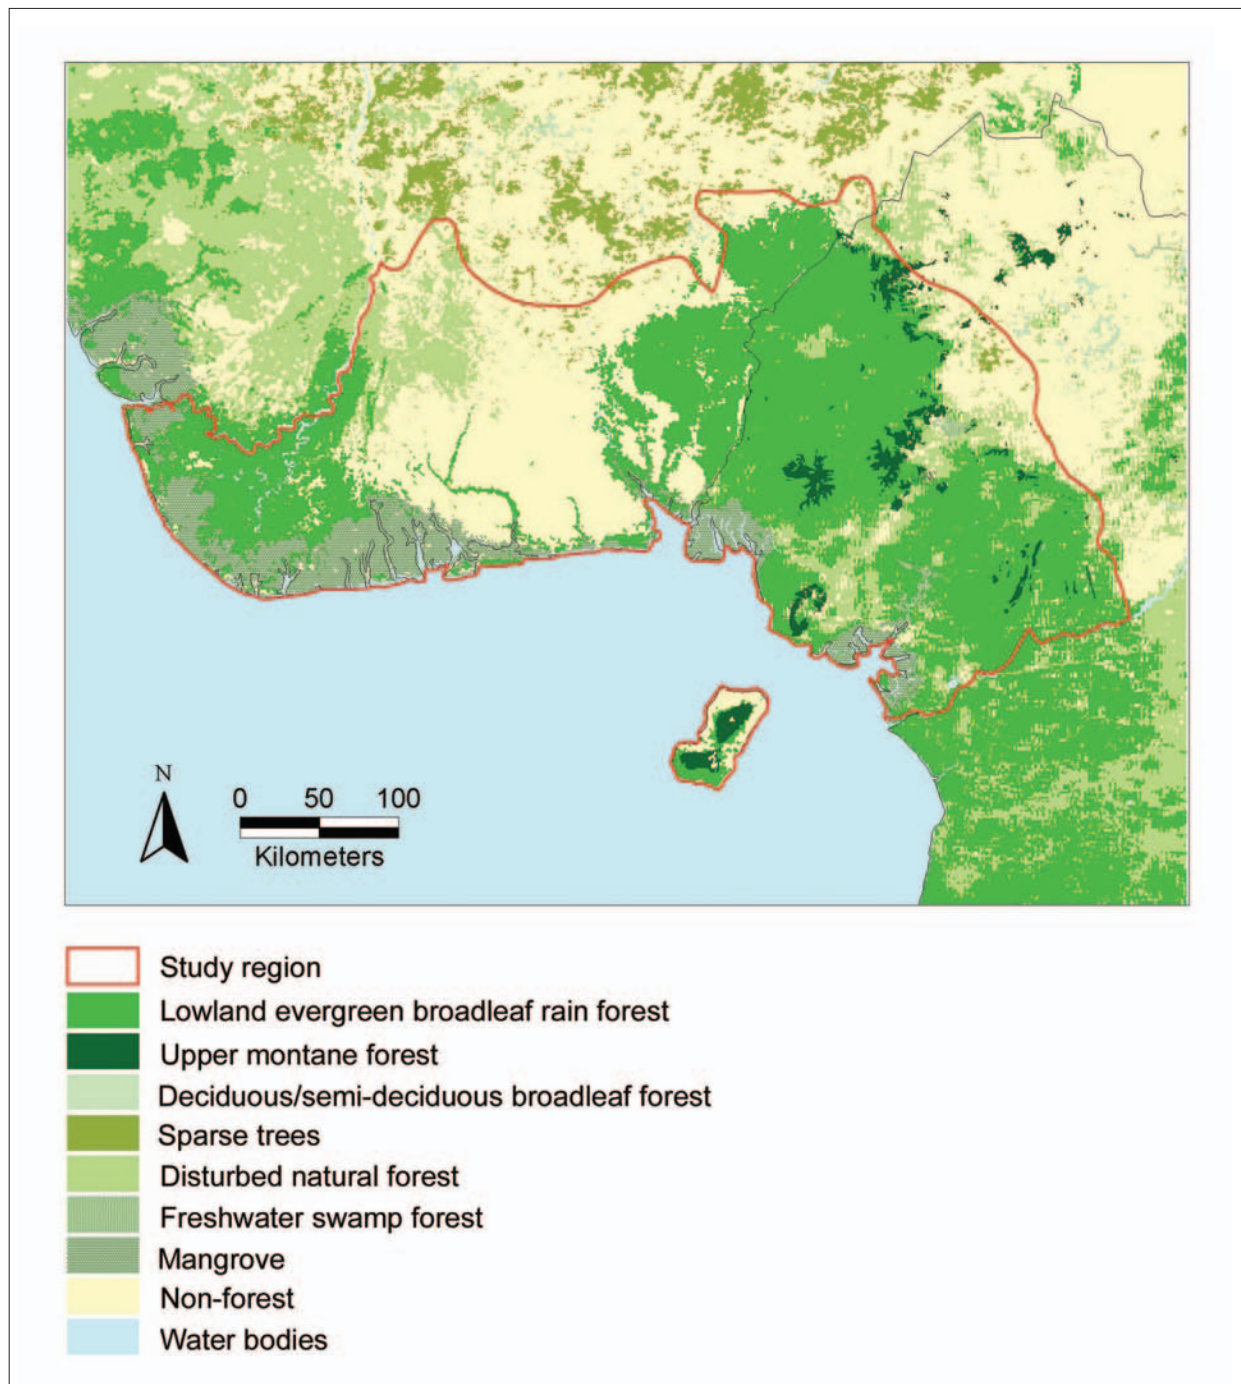 N
0 50 100
Kilometers
Study region
Lowland evergreen broadleaf rain forest
Upper montane forest
Deciduous/semi-deciduous broadleaf forest
Sparse trees
Disturbed natural forest
Freshwater swamp forest
Mangrove
Non-forest
Water bodies